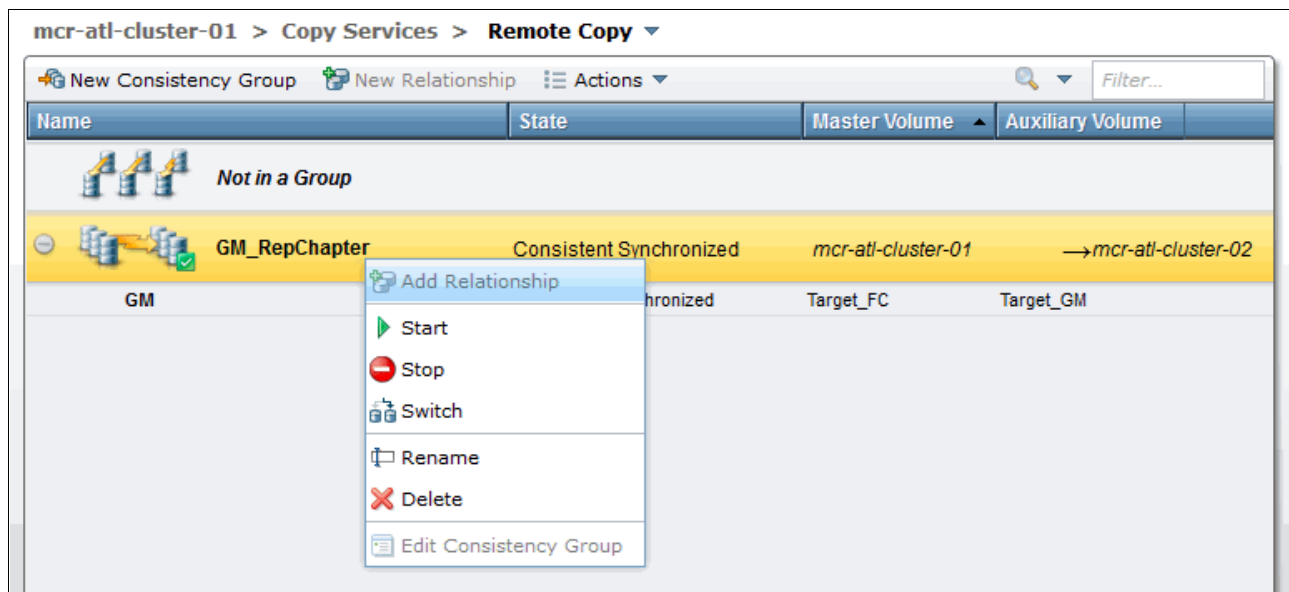 mcr-atl-cluster-01 > Copy Services > Remote Copy
New Consistency Group New Relationship Actions Filter...
Name State Master Volume Auxiliary Volume
Not in a Group
GM_RepChapter Consistent Synchronized mcr-atl-cluster-01 →mcr-atl-cluster-02
Add Relationship
GM hronized Target_FC Target_GM
Start
Stop
Switch
Rename
Delete
Edit Consistency Group